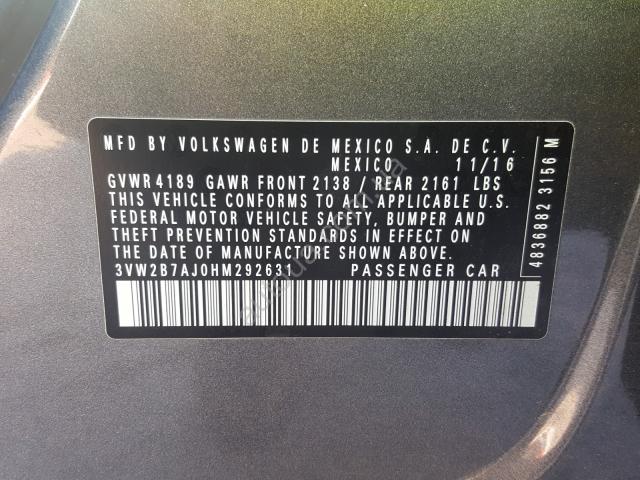 MFD BY VOLKSWAGEN DE MEXICO S.A. DE C.V.
MEXICO 11/16
GVWR 4189 GAWR FRONT 2138 / REAR 2161 LBS
THIS VEHICLE CONFORMS TO ALL APPLICABLE U.S.
FEDERAL MOTOR VEHICLE SAFETY, BUMPER AND
THEFT PREVENTION STANDARDS IN EFFECT ON
THE DATE OF MANUFACTURE SHOWN ABOVE.
PASSENGER CAR
4836882 3156 M